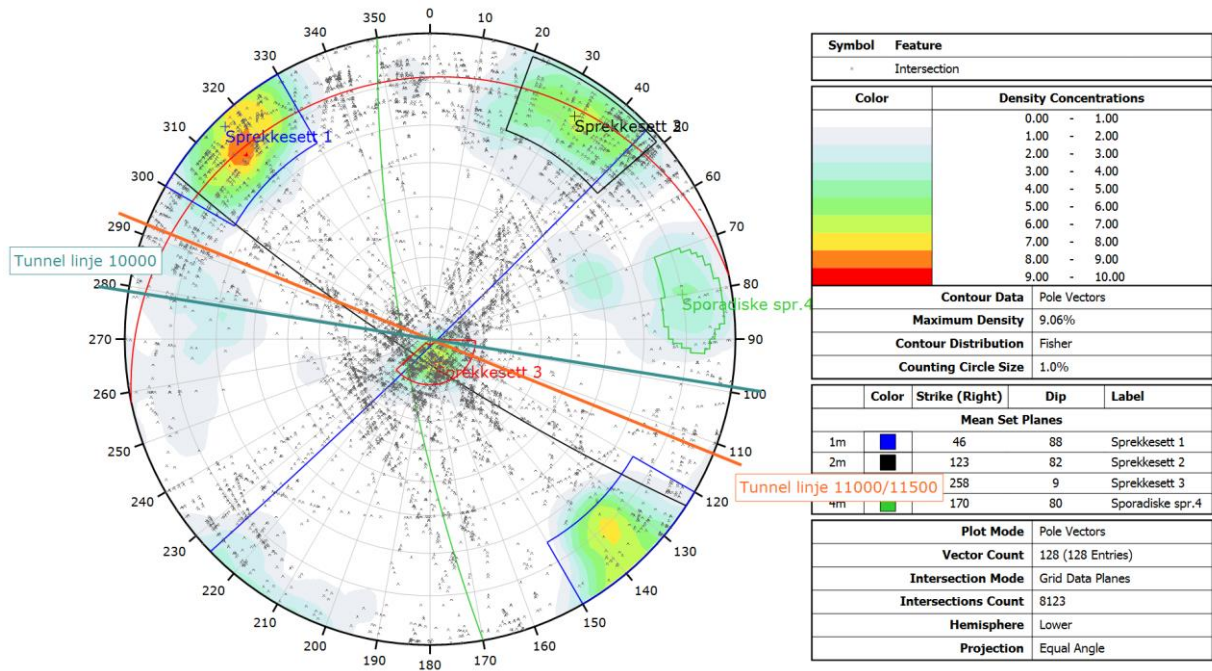 350
0
10
340
20
330
30
320
40
310
50
300
60
290
70
280
80
270
90
260
100
250
110
240
120
230
130
220
140
210
150
200
160
190
180
170
Sprekkesett 1
Sprekkesett 2
Sporadiske spr.4
Sprekkesett 3
Tunnel linje 10000
Tunnel linje 11000/11500
Symbol Feature
Intersection
Color Density Concentrations
0.00 - 1.00
1.00 - 2.00
2.00 - 3.00
3.00 - 4.00
4.00 - 5.00
5.00 - 6.00
6.00 - 7.00
7.00 - 8.00
8.00 - 9.00
9.00 - 10.00
Contour Data Pole Vectors
Maximum Density 9.06%
Contour Distribution Fisher
Counting Circle Size 1.0%
Color Strike (Right) Dip Label
Mean Set Planes
1m 46 88 Sprekkesett 1
2m 123 82 Sprekkesett 2
258 9 Sprekkesett 3
4m 170 80 Sporadiske spr.4
Plot Mode Pole Vectors
Vector Count 128 (128 Entries)
Intersection Mode Grid Data Planes
Intersections Count 8123
Hemisphere Lower
Projection Equal Angle